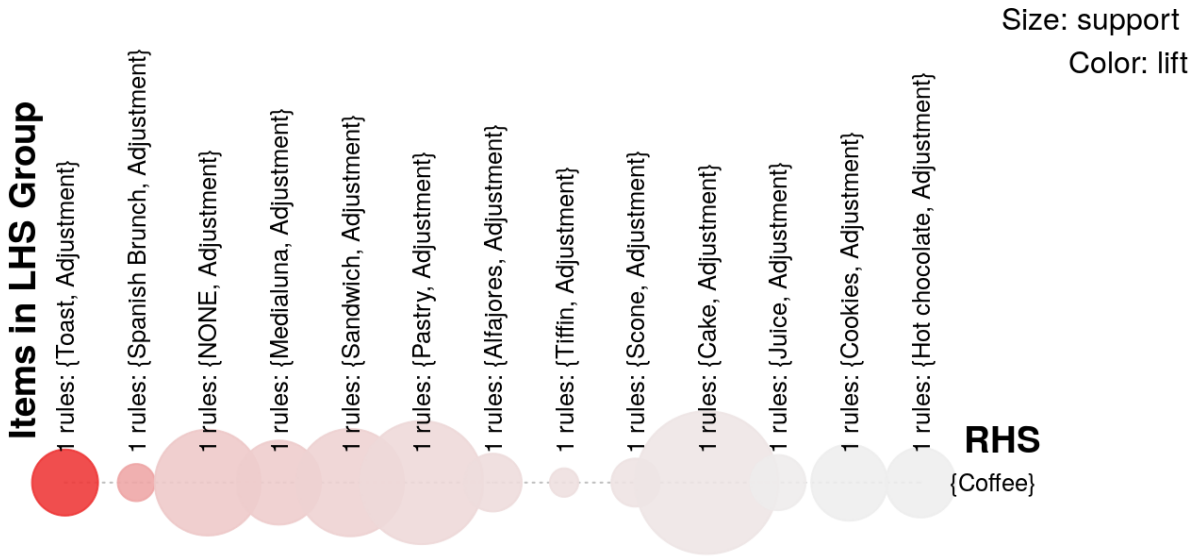 Size: support
Color: lift
Items in LHS Group
1 rules: {Toast, Adjustment}
1 rules: {Spanish Brunch, Adjustment}
1 rules: {NONE, Adjustment}
1 rules: {Medialuna, Adjustment}
1 rules: {Sandwich, Adjustment}
1 rules: {Pastry, Adjustment}
1 rules: {Alfajores, Adjustment}
1 rules: {Tiffin, Adjustment}
1 rules: {Scone, Adjustment}
1 rules: {Cake, Adjustment}
1 rules: {Juice, Adjustment}
1 rules: {Cookies, Adjustment}
1 rules: {Hot chocolate, Adjustment}
RHS
{Coffee}